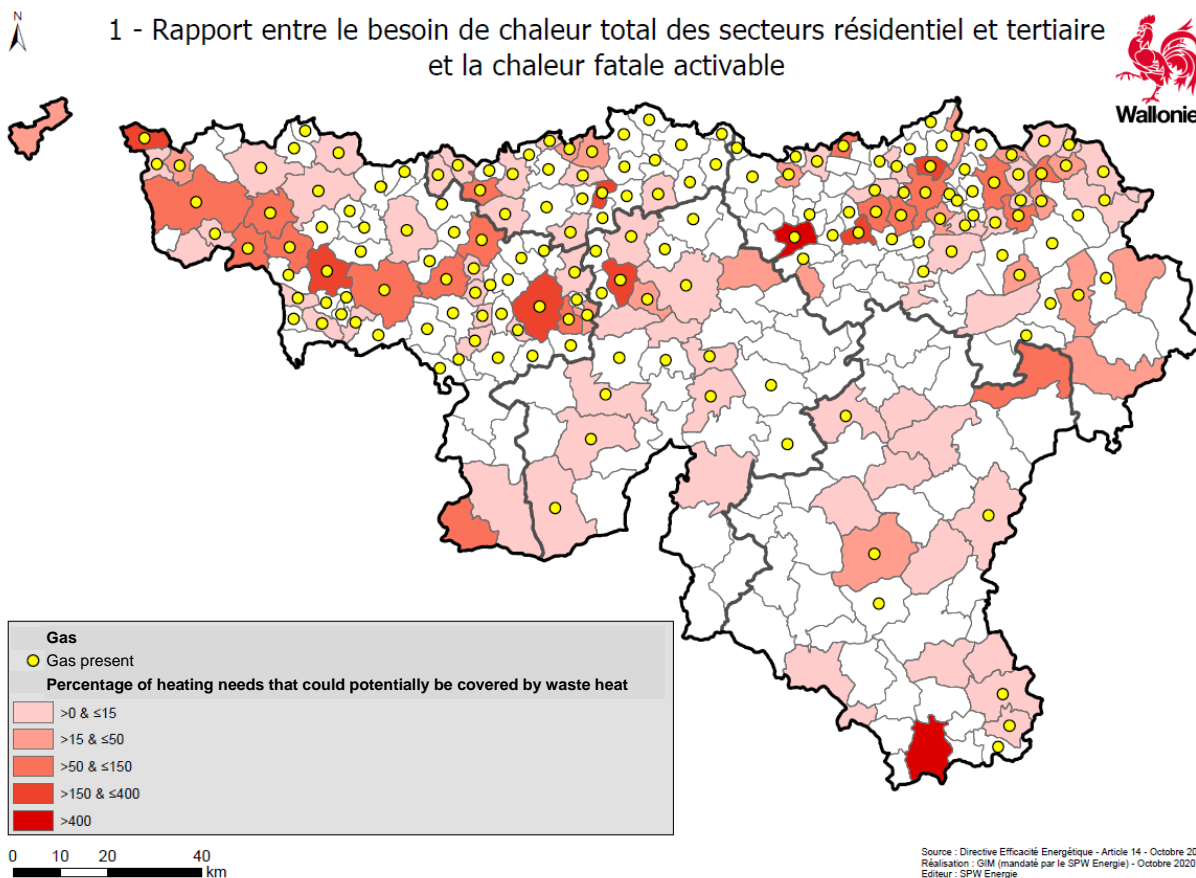 N
1 - Rapport entre le besoin de chaleur total des secteurs résidentiel et tertiaire
et la chaleur fatale activable
Wallonie
Gas
Gas present
Percentage of heating needs that could potentially be covered by waste heat
>0 & ≤15
>15 & ≤50
>50 & ≤150
>150 & ≤400
>400
0 10 20 40
km
Source : Directive Efficacité Energétique - Article 14 - Octobre 20
Réalisation : GIM (mandaté par le SPW Energie) - Octobre 2020
Editeur : SPW Energie